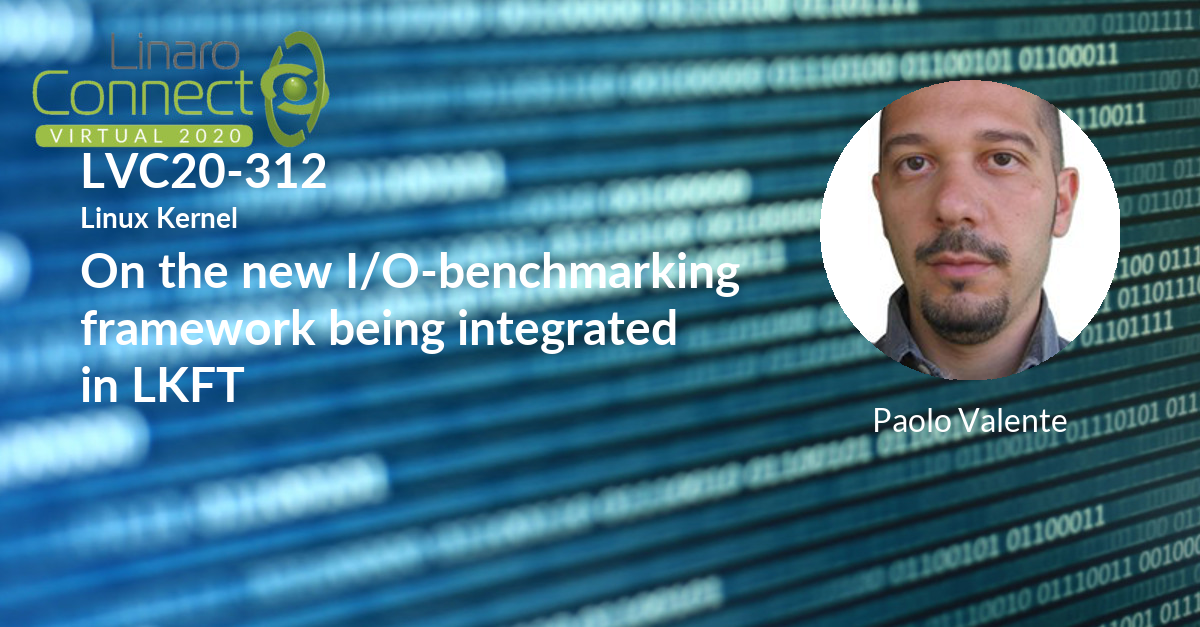 Linaro
Connect
VIRTUAL 2020
LVC20-312
Linux Kernel
On the new I/O-benchmarking
framework being integrated
in LKFT
Paolo Valente